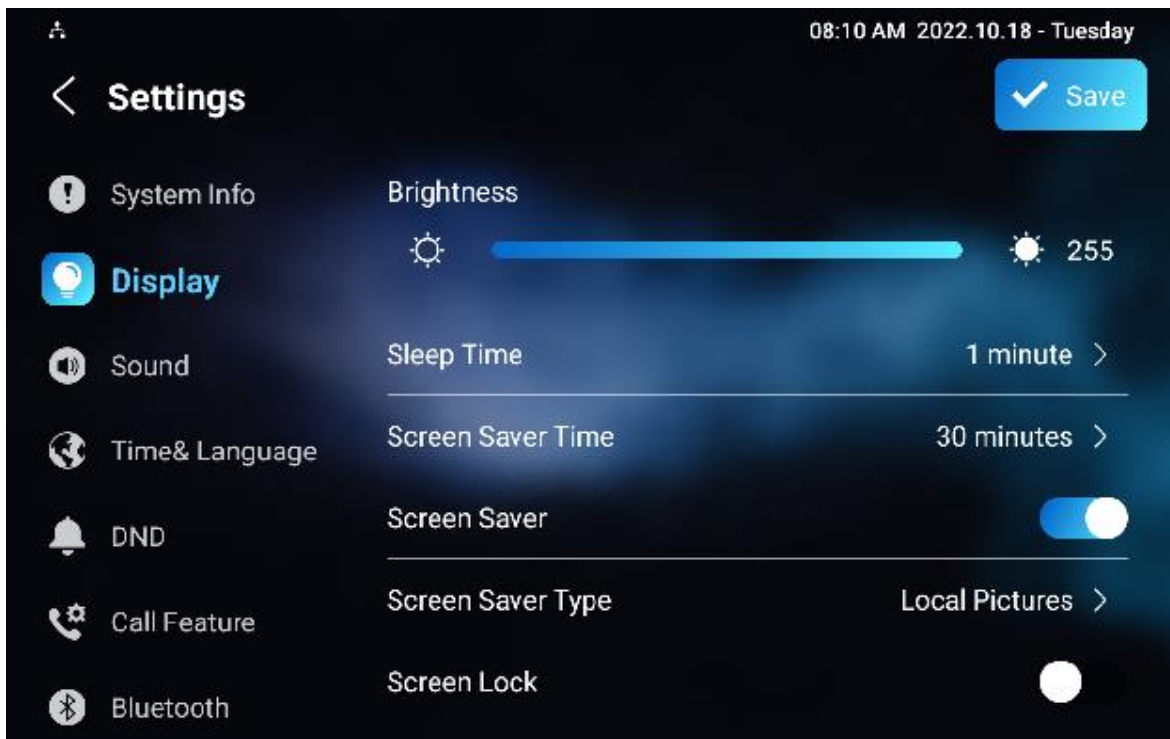 08:10 AM 2022.10.18 - Tuesday
Settings
Save
System Info
Display
Sound
Time& Language
DND
Call Feature
Bluetooth
Brightness
255
Sleep Time 1 minute
Screen Saver Time 30 minutes
Screen Saver
Screen Saver Type Local Pictures
Screen Lock